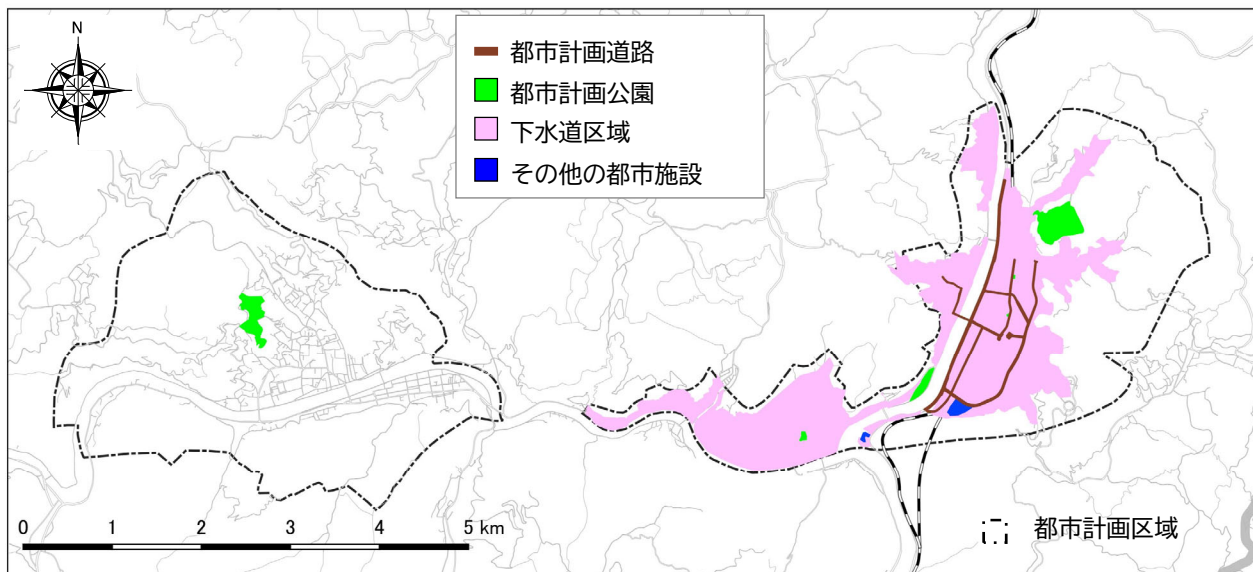 N
都市計画道路
都市計画公園
下水道区域
その他の都市施設
0 1 2 3 4 5 km
都市計画区域